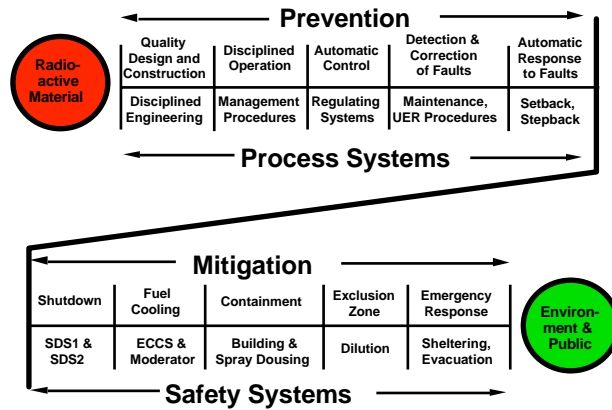 Prevention
Radio-
active
Material
Quality
Design and
Construction
Disciplined
Operation
Automatic
Control
Detection &
Correction
of Faults
Automatic
Response
to Faults
Disciplined
Engineering
Management
Procedures
Regulating
Systems
Maintenance,
UER Procedures
Setback,
Stepback
Process Systems
Mitigation
Shutdown
Fuel
Cooling
Containment
Exclusion
Zone
Emergency
Response
SDS1 &
SDS2
ECCS &
Moderator
Building &
Spray Dousing
Dilution
Sheltering,
Evacuation
Environ-
ment &
Public
Safety Systems